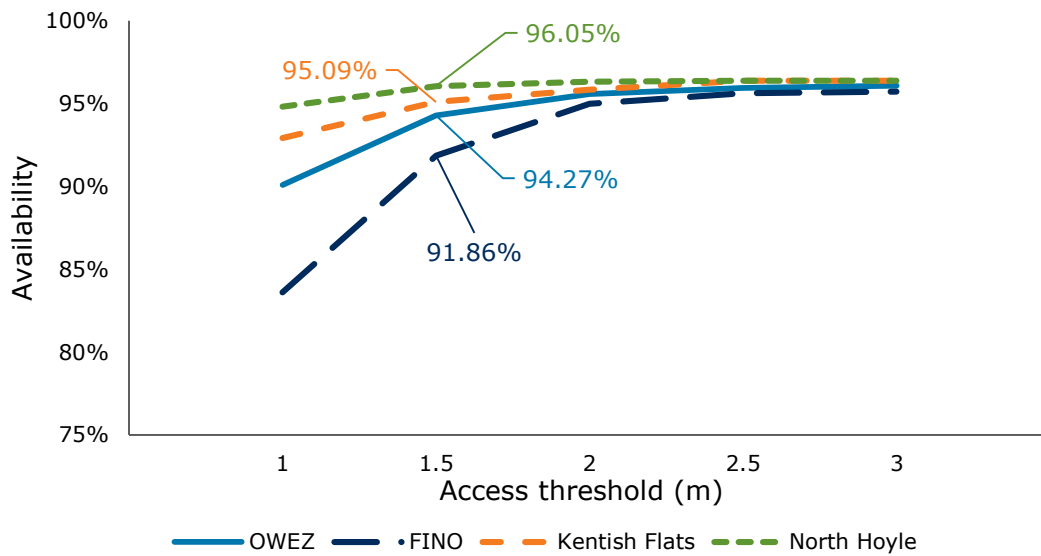 100%
96.05%
95.09%
95%
90%
94.27%
91.86%
85%
80%
75%
Availability
1 1.5 2 2.5 3
Access threshold (m)
OWEZ FINO Kentish Flats North Hoyle